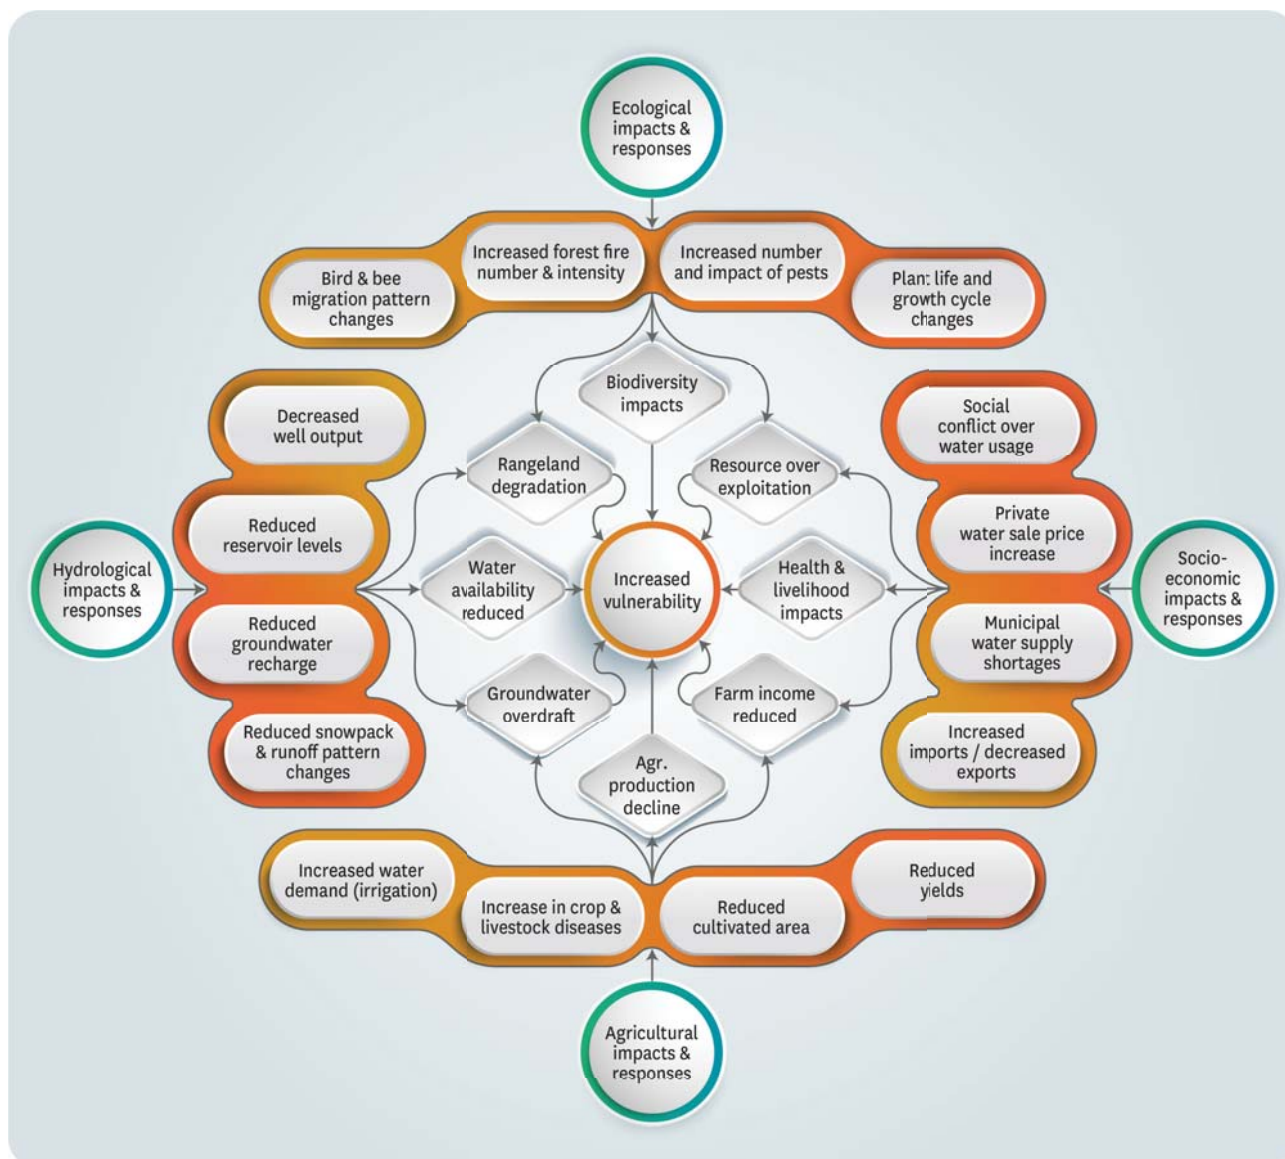 Ecological
impacts &
responses
Increased forest fire
number & intensity
Increased number
and impact of pests
Bird & bee
migration pattern
changes
Plant: life and
growth cycle
changes
Biodiversity
impacts
Decreased
well output
Social
conflict over
water usage
Rangeland
degradation
Resource over
exploitation
Reduced
reservoir levels
Private
water sale price
increase
Hydrological
impacts &
responses
Water
availability
reduced
Increased
vulnerability
Health &
livelihood
impacts
Socio-
economic
impacts &
responses
Reduced
groundwater
recharge
Municipal
water supply
shortages
Groundwater
overdraft
Farm income
reduced
Reduced snowpack
& runoff pattern
changes
Increased
imports / decreased
exports
Agr.
production
decline
Increased water
demand (irrigation)
Increase in crop &
livestock diseases
Reduced
cultivated area
Reduced
yields
Agricultural
impacts &
responses